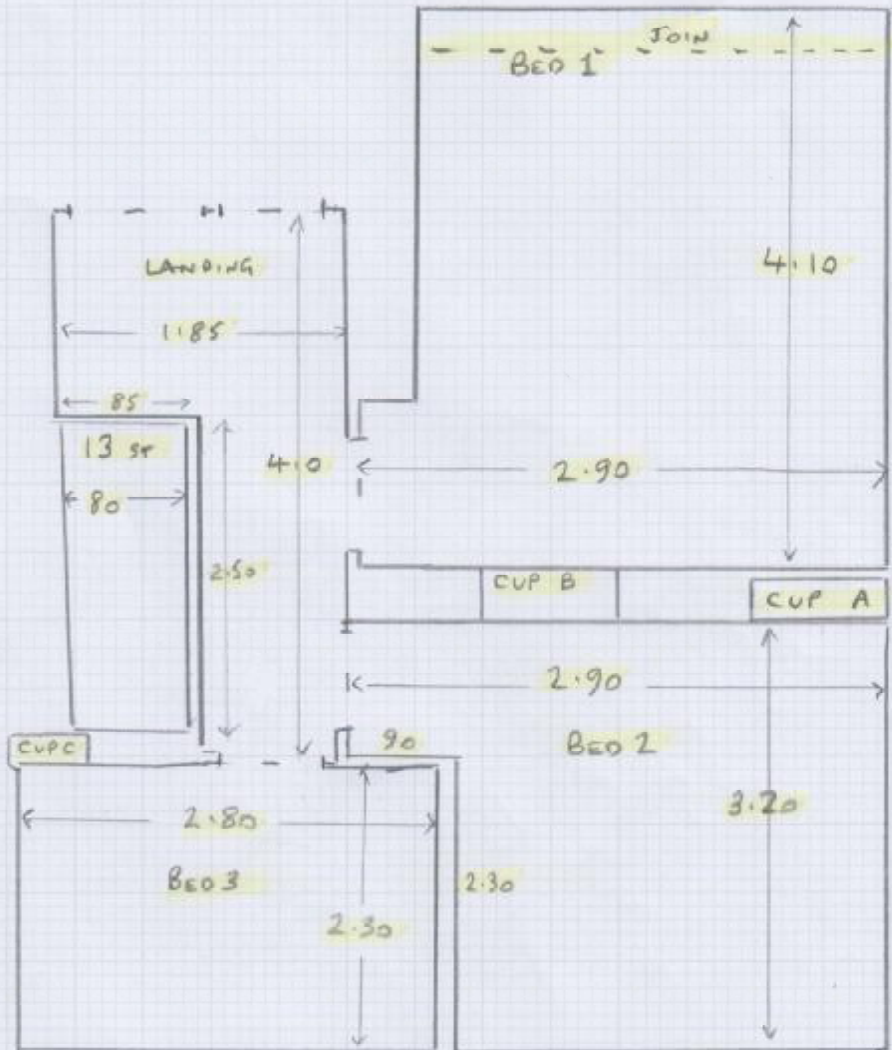 JOIN
BED 1
LANDING
4.10
1.85
85
13 ST
4.10
2.90
80
2.50
CUP B
CUP A
2.90
CUP C
90
BED 2
2.80
3.20
BED 3
2.30
2.30